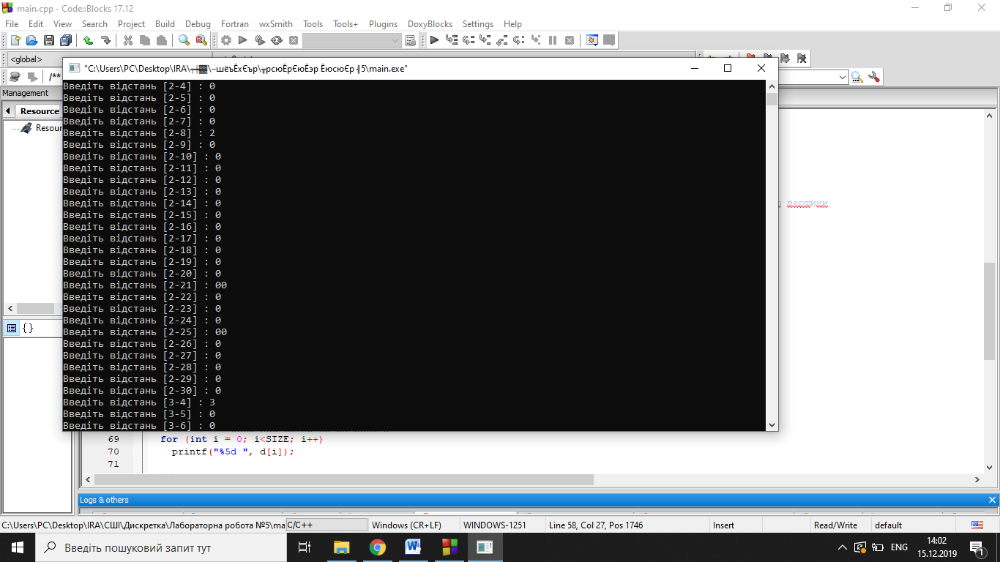 main.cpp - Code::Blocks 17.12
File Edit View Search Project Build Debug Fortran wxSmith Tools Tools+ Plugins DoxyBlocks Settings Help
<global>
/**
Management
Resource
Resour
{}
Введіть відстань [2-4] : 0
Введіть відстань [2-5] : 0
Введіть відстань [2-6] : 0
Введіть відстань [2-7] : 0
Введіть відстань [2-8] : 2
Введіть відстань [2-9] : 0
Введіть відстань [2-10] : 0
Введіть відстань [2-11] : 0
Введіть відстань [2-12] : 0
Введіть відстань [2-13] : 0
Введіть відстань [2-14] : 0
Введіть відстань [2-15] : 0
Введіть відстань [2-16] : 0
Введіть відстань [2-17] : 0
Введіть відстань [2-18] : 0
Введіть відстань [2-19] : 0
Введіть відстань [2-20] : 0
Введіть відстань [2-21] : 00
Введіть відстань [2-22] : 0
Введіть відстань [2-23] : 0
Введіть відстань [2-24] : 0
Введіть відстань [2-25] : 00
Введіть відстань [2-26] : 0
Введіть відстань [2-27] : 0
Введіть відстань [2-28] : 0
Введіть відстань [2-29] : 0
Введіть відстань [2-30] : 0
Введіть відстань [3-4] : 3
Введіть відстань [3-5] : 0
Введіть відстань [3-6] : 0
вершини
69 for (int i = 0; i<SIZE; i++)
70 printf("%5d ", d[i]);
71
Logs & others
C:\Users\PC\Desktop\IRA\СШІ\Дискретка\Лабораторна робота №5\ma C/C++ Windows (CR+LF) WINDOWS-1251 Line 58, Col 27, Pos 1746 Insert Read/Write default
Введіть пошуковий запит тут
ENG
14:02
15.12.2019
1